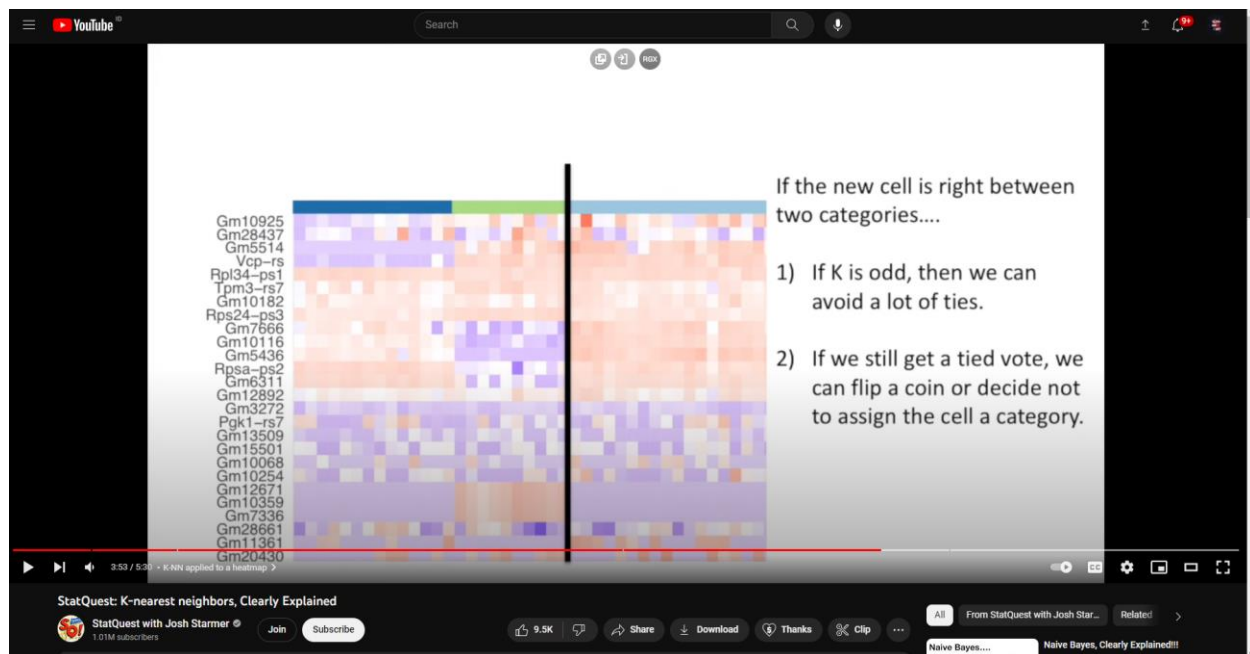 YouTube ID
Search
9+
RGX
If the new cell is right between
two categories....
1) If K is odd, then we can
avoid a lot of ties.
2) If we still get a tied vote, we
can flip a coin or decide not
to assign the cell a category.
Gm10925
Gm28437
Gm5514
Vcp-rs
Rpl34-ps1
Tpm3-rs7
Gm10182
Rps24-ps3
Gm7666
Gm10116
Gm5436
Rpsa-ps2
Gm6311
Gm12892
Gm3272
Pgk1-rs7
Gm13509
Gm15501
Gm10068
Gm10254
Gm12671
Gm10359
Gm7336
Gm28661
Gm11361
Gm20430
3:53 / 5:30 • K-NN applied to a heatmap
CC
StatQuest: K-nearest neighbors, Clearly Explained
StatQuest with Josh Starmer
1.01M subscribers
Join
Subscribe
9.5K
Share
Download
Thanks
Clip
All
From StatQuest with Josh Star...
Related
Naive Bayes....
Naive Bayes, Clearly Explained!!!